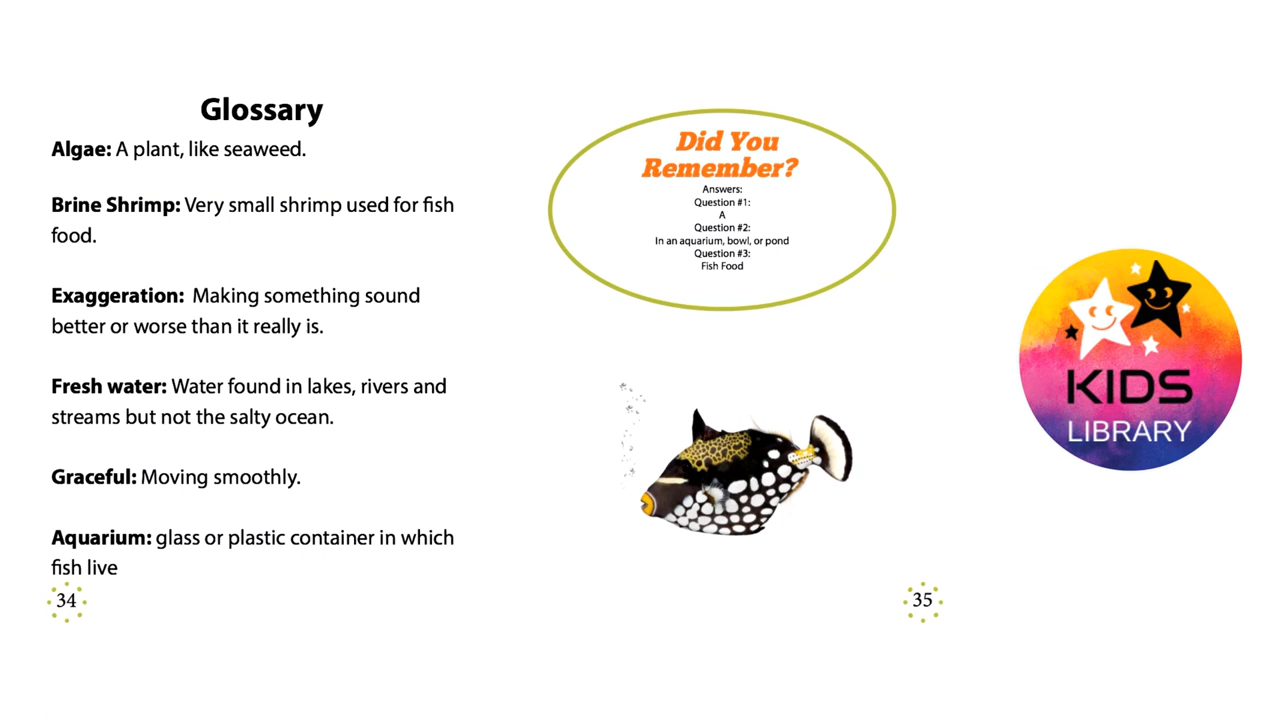 Glossary
Algae: A plant, like seaweed.
Brine Shrimp: Very small shrimp used for fish
food.
Exaggeration:  Making something sound
better or worse than it really is.
Fresh water: Water found in lakes, rivers and
streams but not the salty ocean.
Graceful: Moving smoothly.
Aquarium: glass or plastic container in which
fish live
34
Did You
Remember?
Answers:
Question #1:
A
Question #2:
In an aquarium, bowl, or pond
Question #3:
Fish Food
35
KIDS
LIBRARY